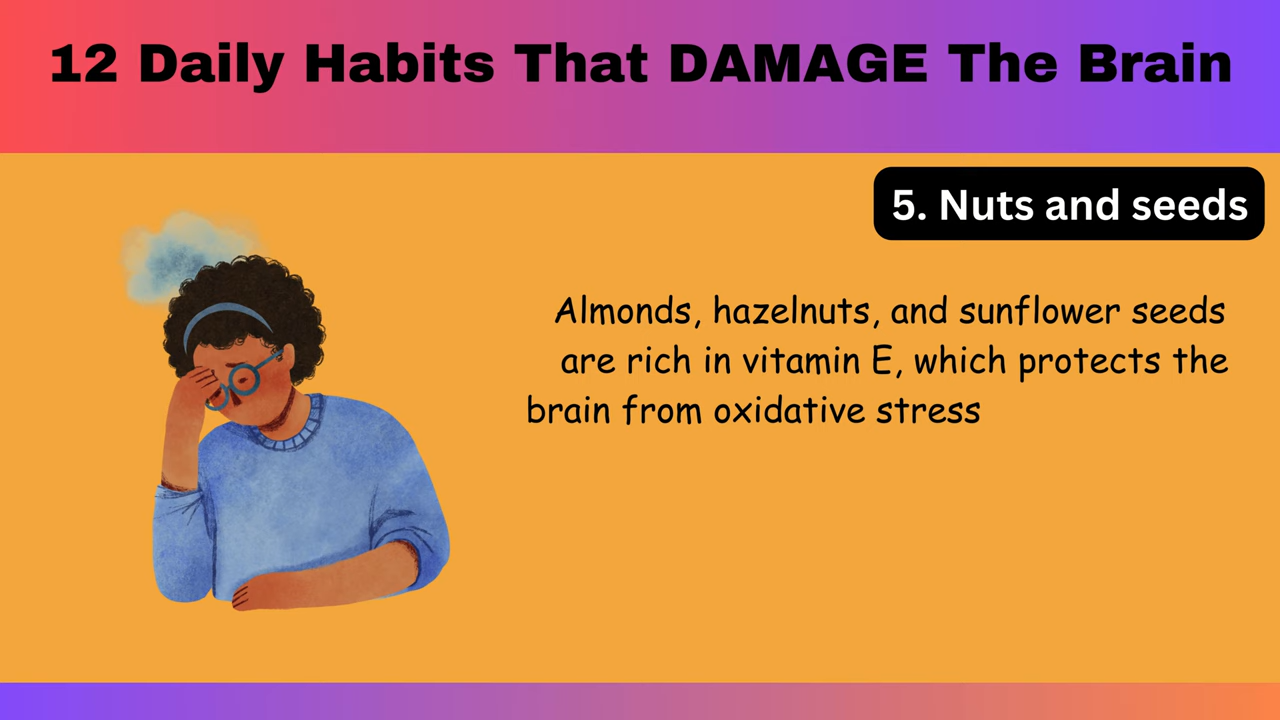 12 Daily Habits That DAMAGE The Brain
5. Nuts and seeds
Almonds, hazelnuts, and sunflower seeds
are rich in vitamin E, which protects the
brain from oxidative stress